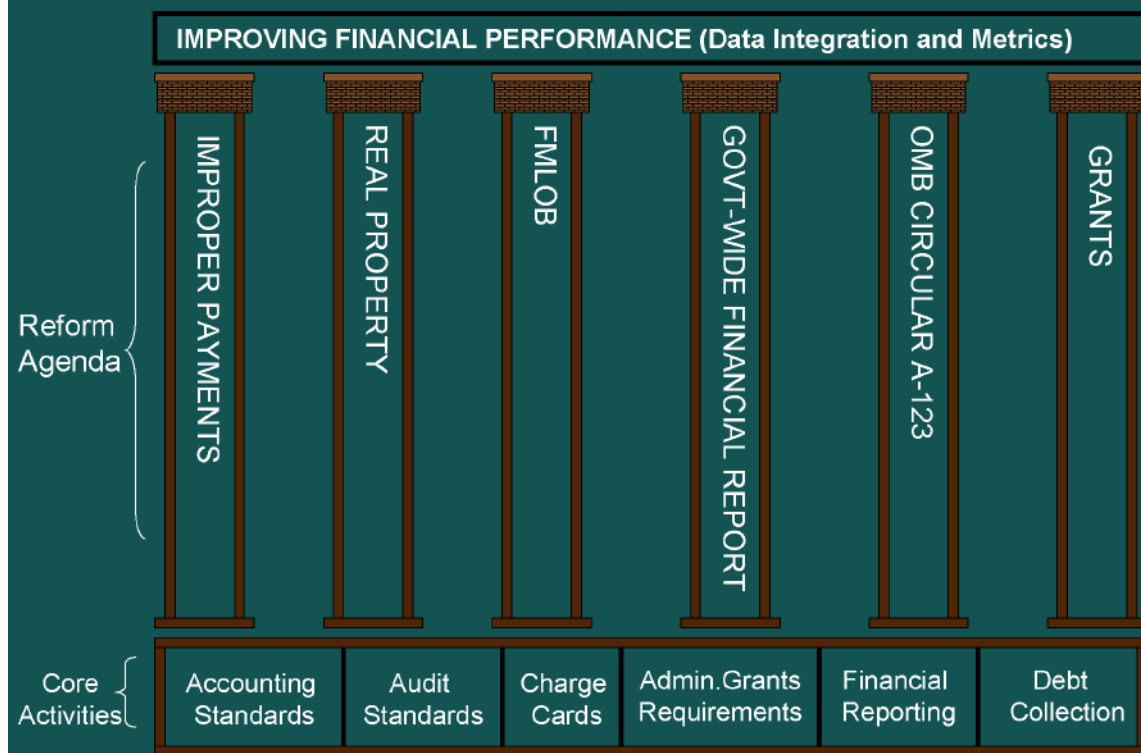 IMPROVING FINANCIAL PERFORMANCE (Data Integration and Metrics)
Reform
Agenda
IMPROPER PAYMENTS
REAL PROPERTY
FMLOB
GOVT-WIDE FINANCIAL REPORT
OMB CIRCULAR A-123
GRANTS
Core
Activities
Accounting
Standards
Audit
Standards
Charge
Cards
Admin.Grants
Requirements
Financial
Reporting
Debt
Collection